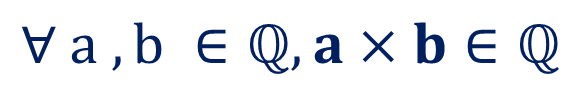 ∀ a ,b ∈ ℚ, a × b ∈ ℚ